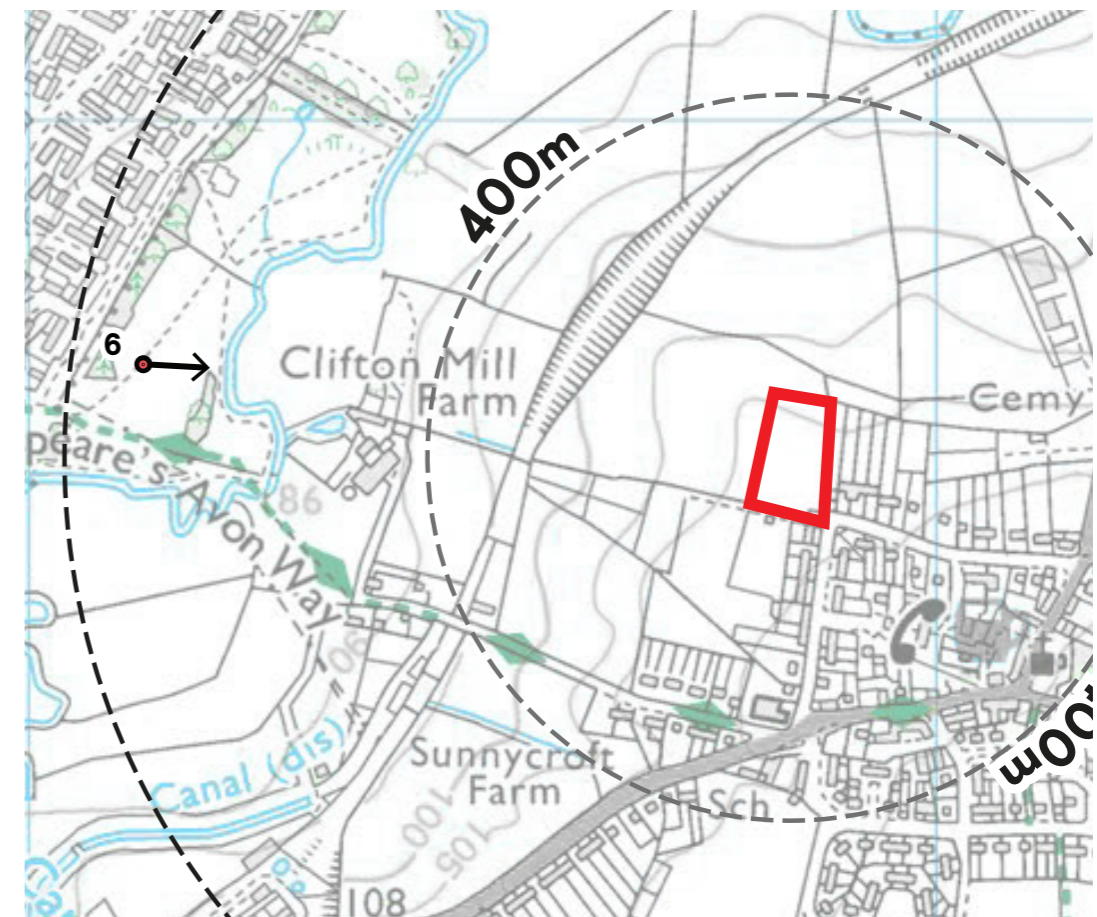 400m
6
Clifton Mill
Farm
Cemy
peare's Avon Way
86
90
Canal (dis)
Sunnycroft
Farm
Sch
100
105
108
00m